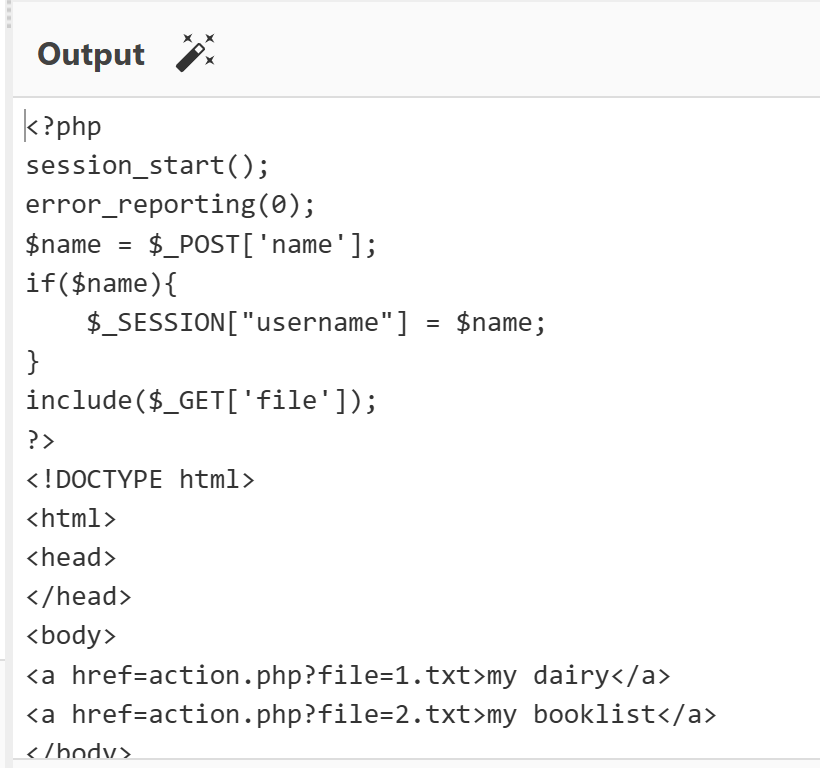 Output
<?php
session_start();
error_reporting(0);
$name = $_POST['name'];
if($name){
    $_SESSION["username"] = $name;
}
include($_GET['file']);
?>
<!DOCTYPE html>
<html>
<head>
</head>
<body>
<a href=action.php?file=1.txt>my dairy</a>
<a href=action.php?file=2.txt>my booklist</a>
</body>